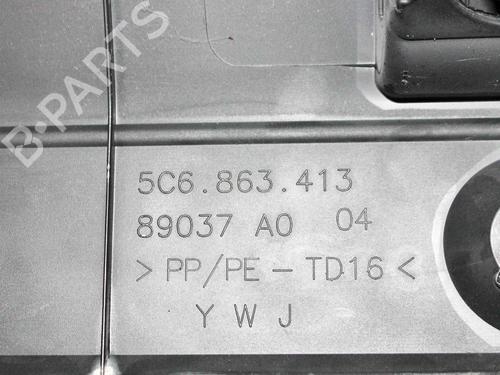 B-PARTS
5C6.863.413
89037 A0 04
> PP/PE - TD16 <
Y W J